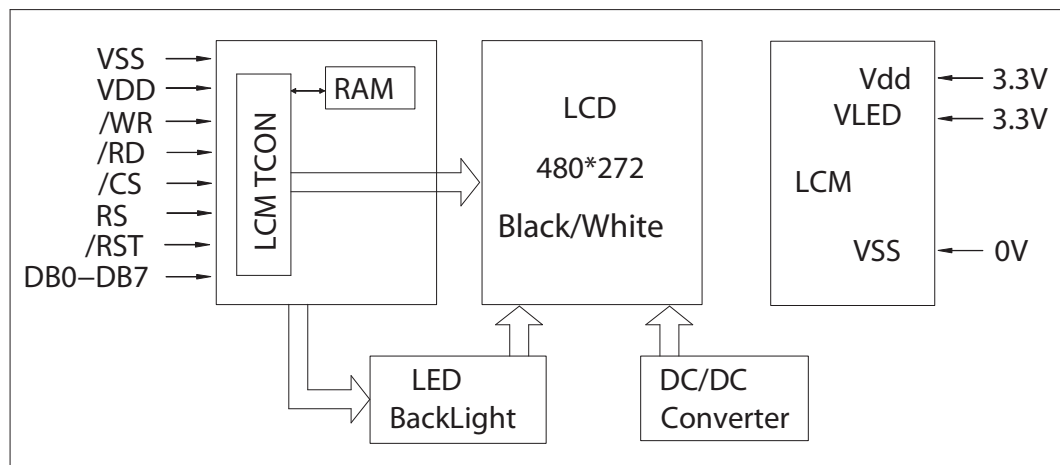 VSS
VDD
/WR
/RD
/CS
RS
/RST
DB0–DB7
LCM TCON
RAM
LCD
480*272
Black/White
LED
BackLight
DC/DC
Converter
Vdd
3.3V
VLED
3.3V
LCM
VSS
0V